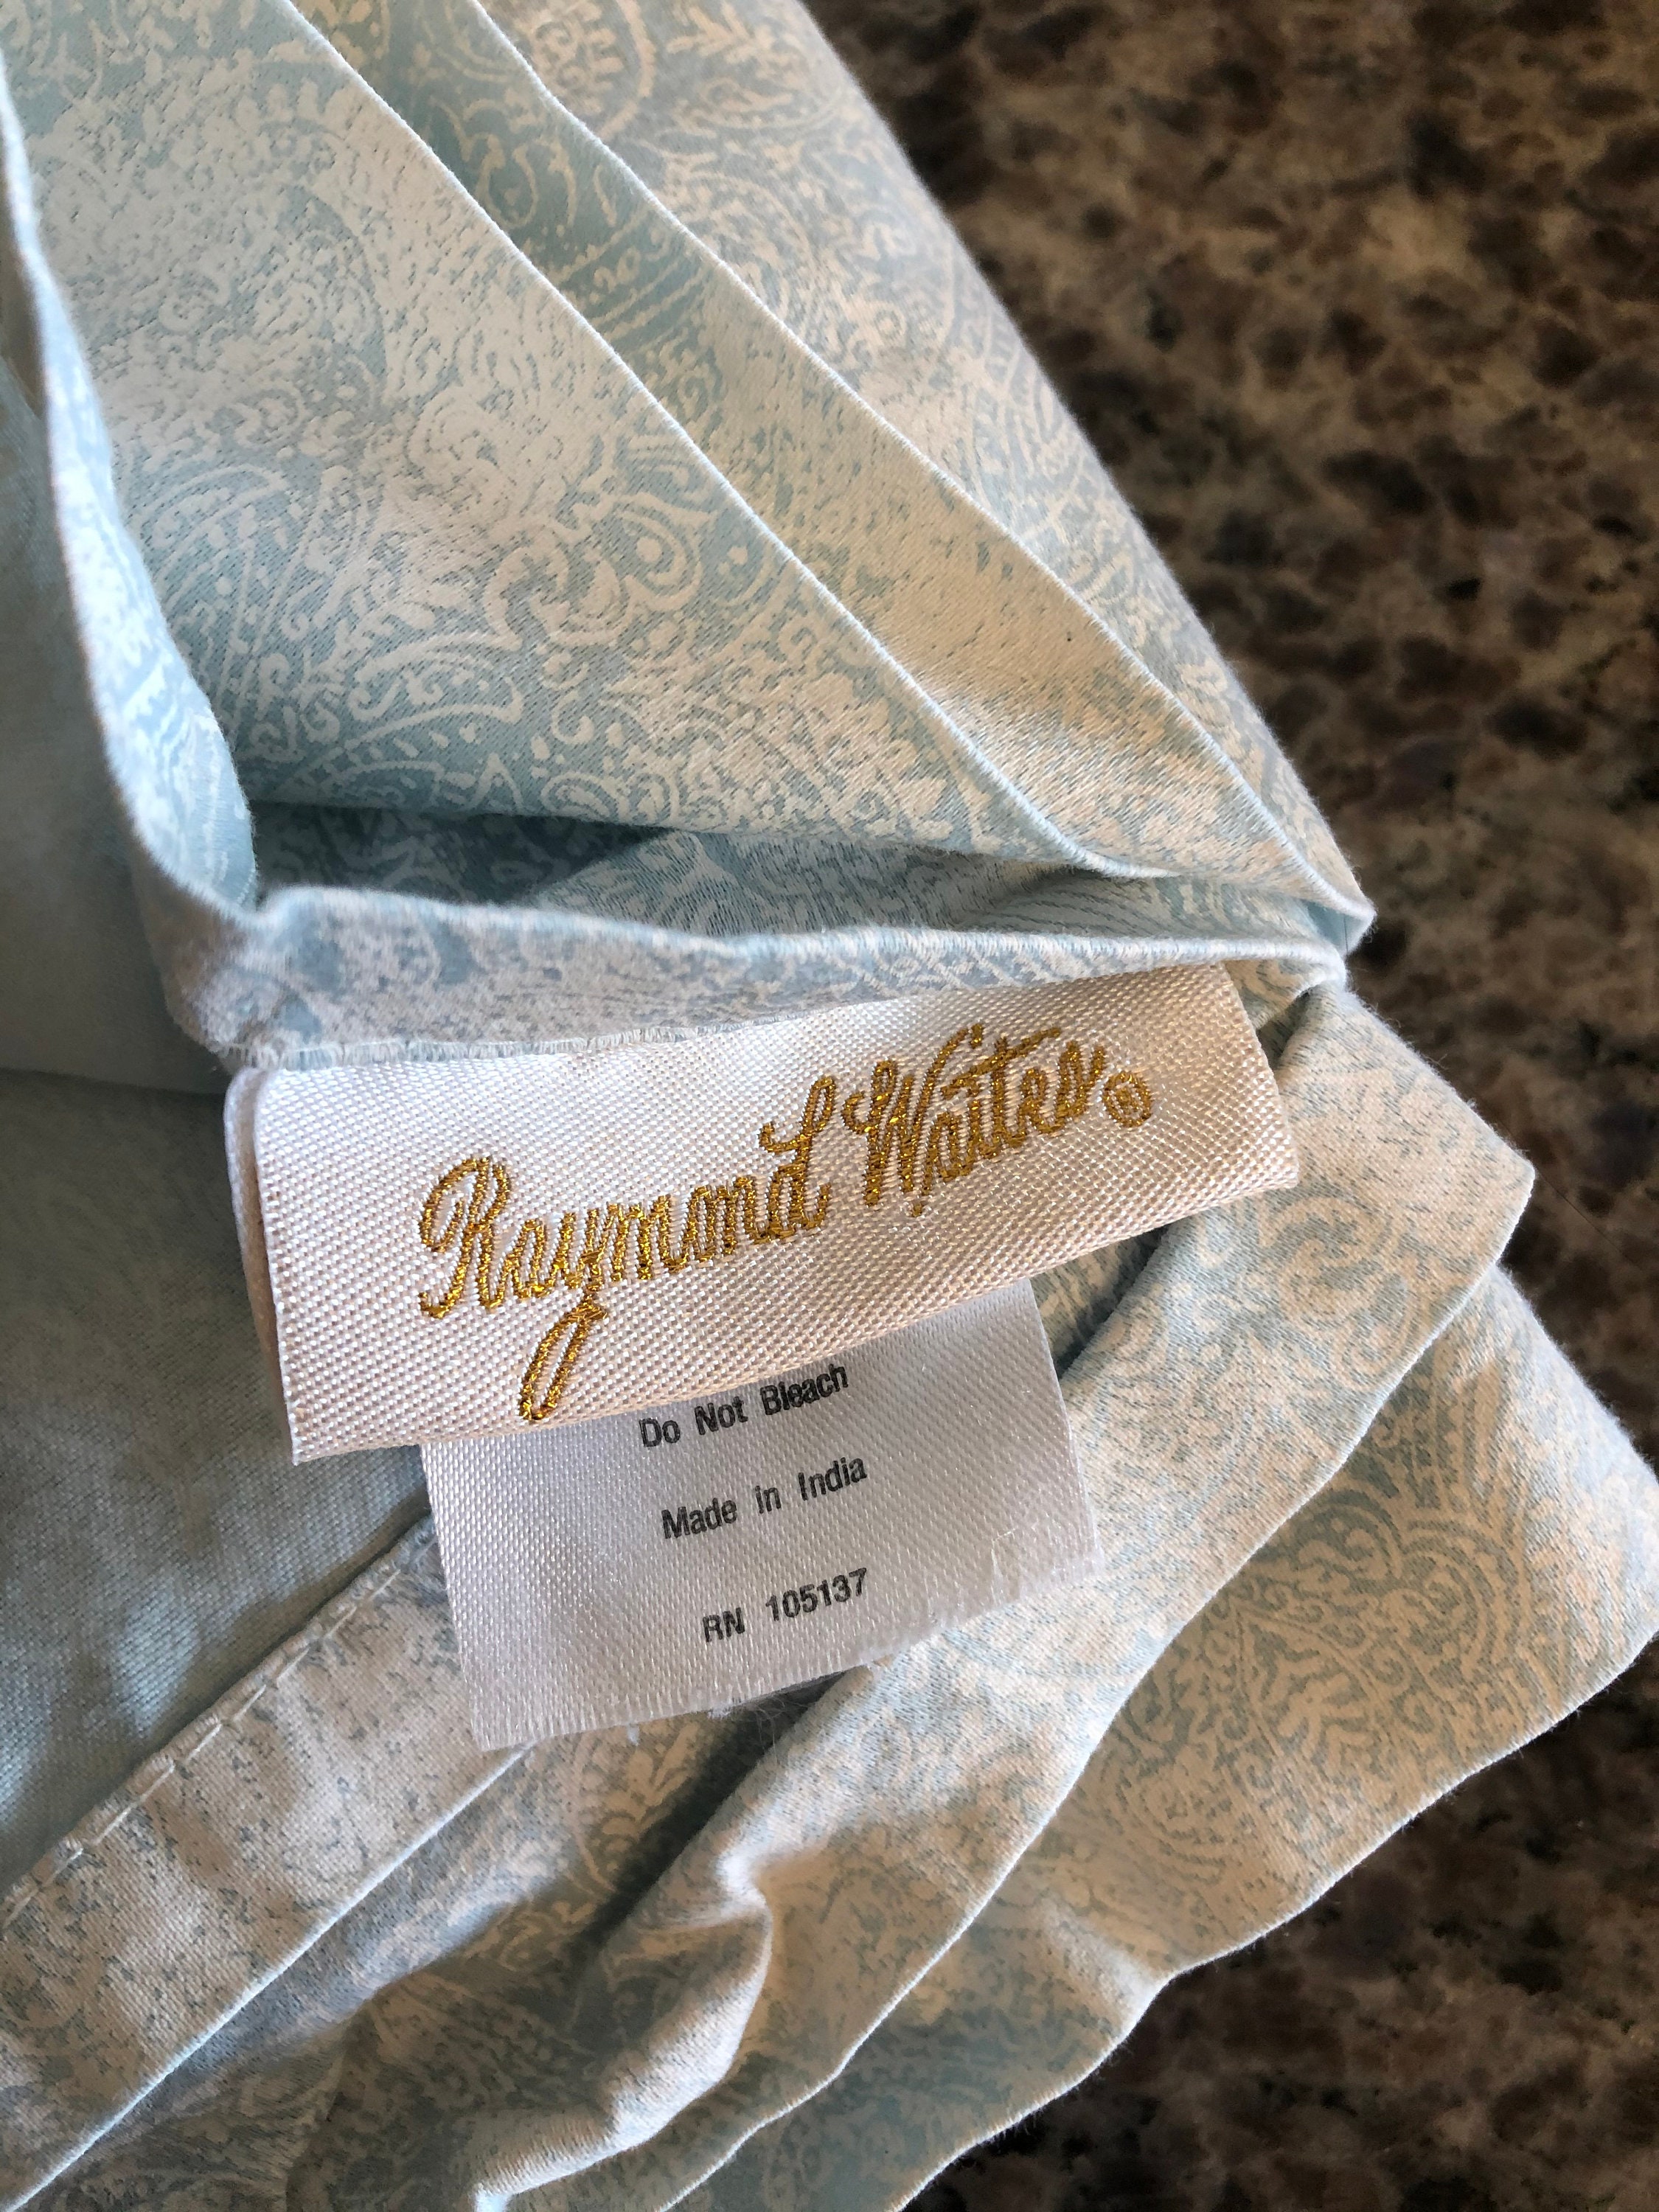 Raymond Waites®
Do Not Bleach
Made in India
RN 105137